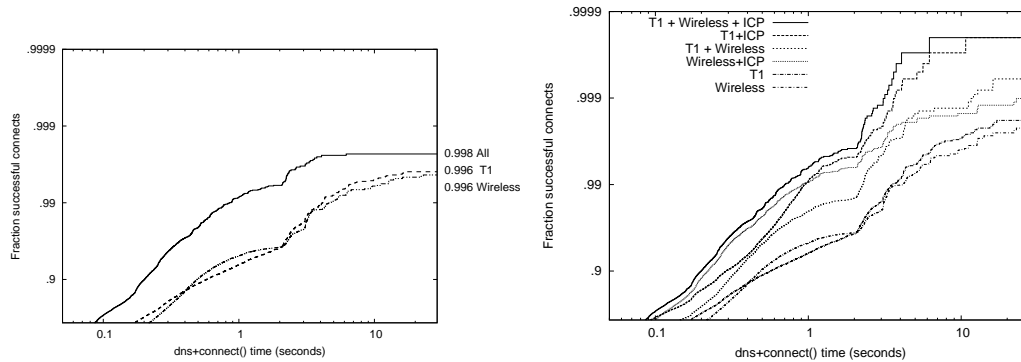 .9999
.999
.99
.9
Fraction successful connects
0.1
1
10
dns+connect() time (seconds)
0.998 All
0.996 T1
0.996 Wireless
.9999
.999
.99
.9
Fraction successful connects
0.1
1
10
dns+connect() time (seconds)
T1 + Wireless + ICP
T1+ICP
T1 + Wireless
Wireless+ICP
T1
Wireless